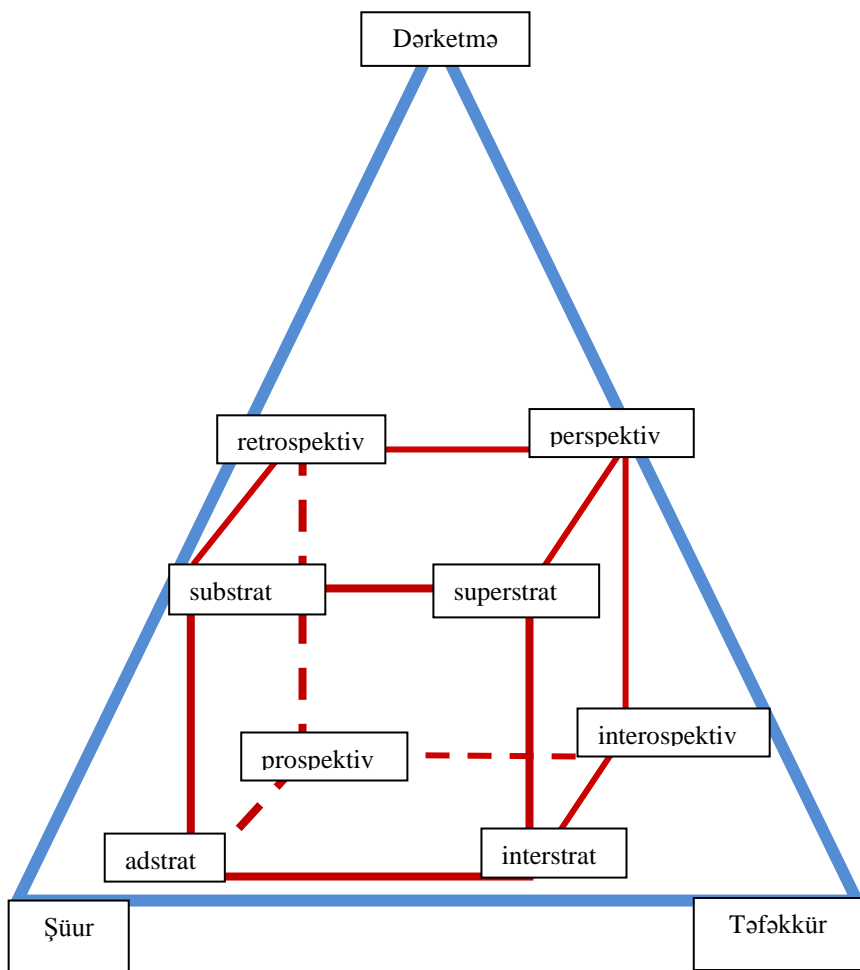 Dərketmə
retrospektiv
perspektiv
substrat
superstrat
prospektiv
interospektiv
adstrat
interstrat
Şüur
Təfəkkür